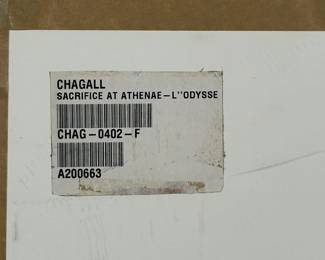 CHAGALL
SACRIFICE AT ATHENAE-L''ODYSSE
CHAG-0402-F
A200663